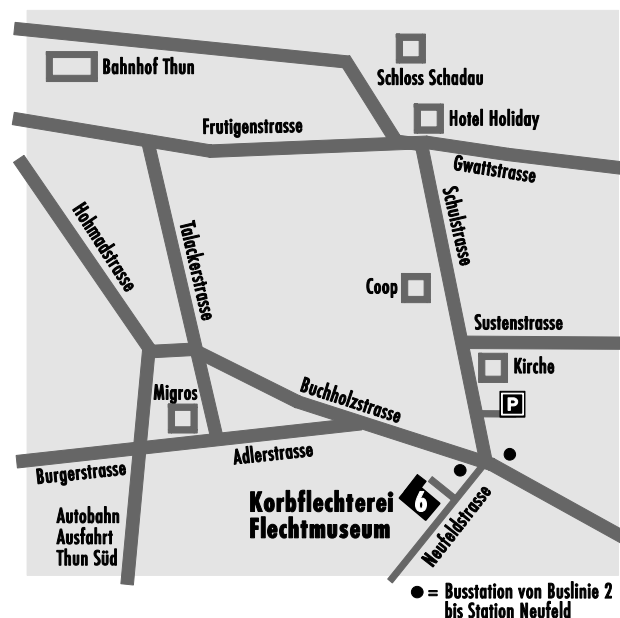 Bahnhof Thun
Schloss Schadau
Hotel Holiday
Frutigenstrasse
Gwattstrasse
Hohmadstrasse
Talackerstrasse
Schulstrasse
Coop
Sustenstrasse
Kirche
Migros
Buchholzstrasse
P
Burgerstrasse
Adlerstrasse
Korbflechterei
Flechtmuseum
6
Neufeldstrasse
Autobahn
Ausfahrt
Thun Süd
= Busstation von Buslinie 2
bis Station Neufeld